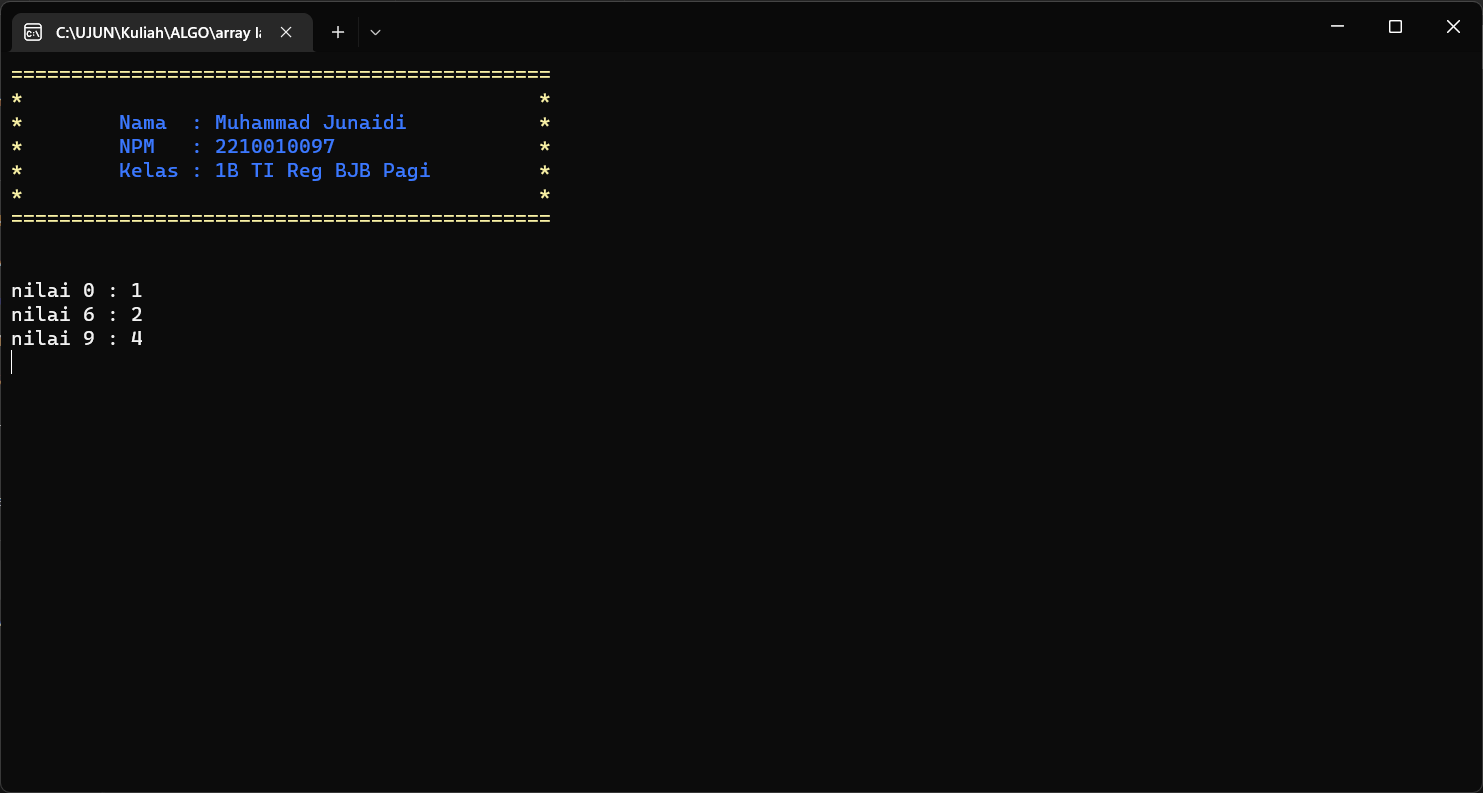 C:\UJUN\Kuliah\ALGO\array la
=============================================
* *
* Nama : Muhammad Junaidi *
* NPM : 2210010097 *
* Kelas : 1B TI Reg BJB Pagi *
* *
=============================================
nilai 0 : 1
nilai 6 : 2
nilai 9 : 4